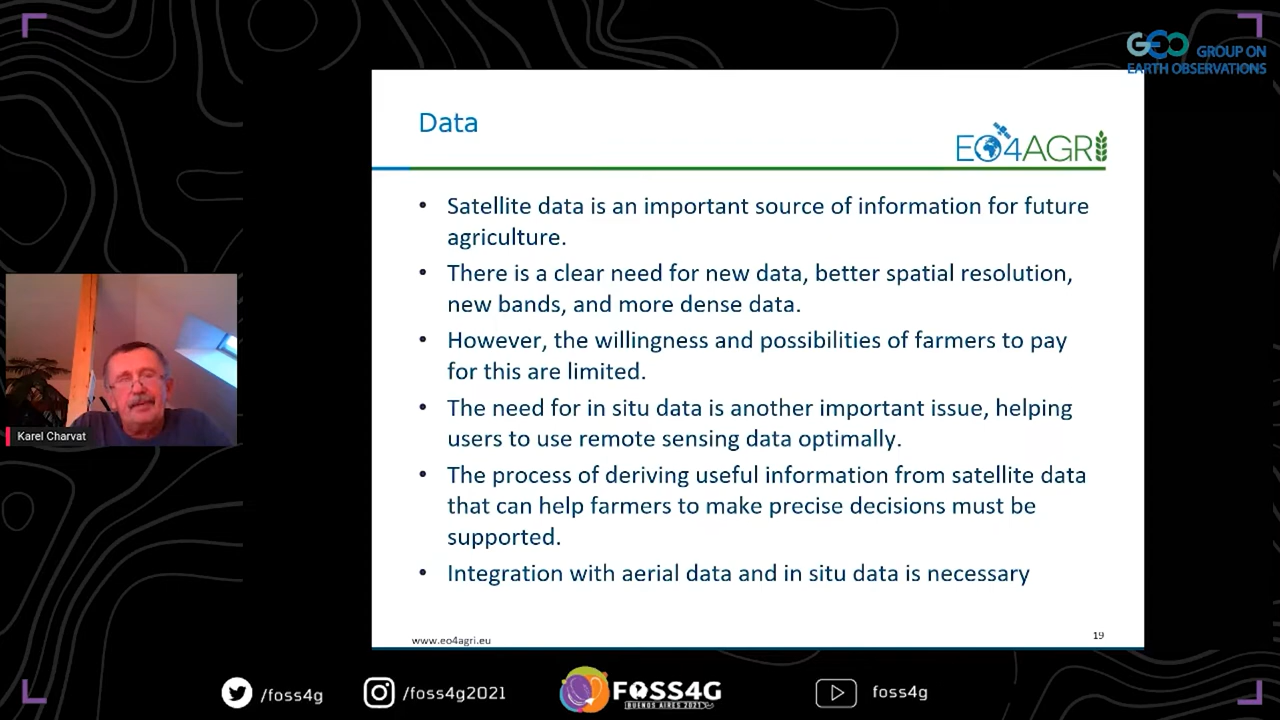 GEO GROUP ON
EARTH OBSERVATIONS
Data
EO4AGRI
• Satellite data is an important source of information for future
agriculture.
• There is a clear need for new data, better spatial resolution,
new bands, and more dense data.
• However, the willingness and possibilities of farmers to pay
for this are limited.
• The need for in situ data is another important issue, helping
users to use remote sensing data optimally.
• The process of deriving useful information from satellite data
that can help farmers to make precise decisions must be
supported.
• Integration with aerial data and in situ data is necessary
www.eo4agri.eu
19
Karel Charvat
/foss4g
/foss4g2021
FOSS4G
BUENOS AIRES 2021
foss4g